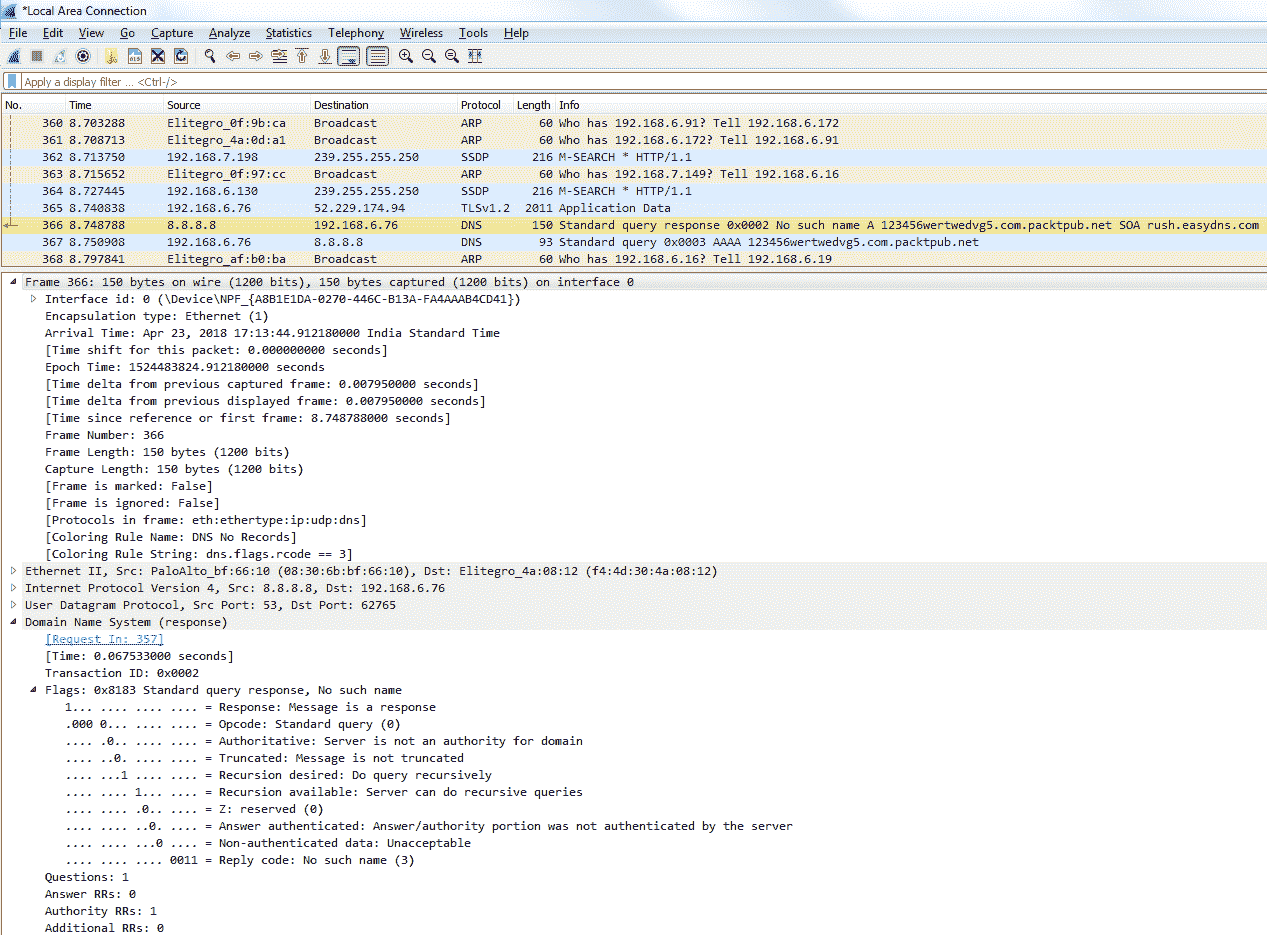 *Local Area Connection
File Edit View Go Capture Analyze Statistics Telephony Wireless Tools Help
Apply a display filter ... <Ctrl-/>
No. Time Source Destination Protocol Length Info
360 8.703288 Elitegro_0f:9b:ca Broadcast ARP 60 Who has 192.168.6.91? Tell 192.168.6.172
361 8.708713 Elitegro_4a:0d:a1 Broadcast ARP 60 Who has 192.168.6.172? Tell 192.168.6.91
362 8.713750 192.168.7.198 239.255.255.250 SSDP 216 M-SEARCH * HTTP/1.1
363 8.715652 Elitegro_0f:97:cc Broadcast ARP 60 Who has 192.168.7.149? Tell 192.168.6.16
364 8.727445 192.168.6.130 239.255.255.250 SSDP 216 M-SEARCH * HTTP/1.1
365 8.740838 192.168.6.76 52.229.174.94 TLSv1.2 2011 Application Data
366 8.748788 8.8.8.8 192.168.6.76 DNS 150 Standard query response 0x0002 No such name A 123456wertwedvg5.com.packtpub.net SOA rush.easydns.com
367 8.750908 192.168.6.76 8.8.8.8 DNS 93 Standard query 0x0003 AAAA 123456wertwedvg5.com.packtpub.net
368 8.797841 Elitegro_af:b0:ba Broadcast ARP 60 Who has 192.168.6.16? Tell 192.168.6.19
Frame 366: 150 bytes on wire (1200 bits), 150 bytes captured (1200 bits) on interface 0
Interface id: 0 (\Device\NPF_{A8B1E1DA-0270-446C-B13A-FA4AAAB4CD41})
Encapsulation type: Ethernet (1)
Arrival Time: Apr 23, 2018 17:13:44.912180000 India Standard Time
[Time shift for this packet: 0.000000000 seconds]
Epoch Time: 1524483824.912180000 seconds
[Time delta from previous captured frame: 0.007950000 seconds]
[Time delta from previous displayed frame: 0.007950000 seconds]
[Time since reference or first frame: 8.748788000 seconds]
Frame Number: 366
Frame Length: 150 bytes (1200 bits)
Capture Length: 150 bytes (1200 bits)
[Frame is marked: False]
[Frame is ignored: False]
[Protocols in frame: eth:ethertype:ip:udp:dns]
[Coloring Rule Name: DNS No Records]
[Coloring Rule String: dns.flags.rcode == 3]
Ethernet II, Src: PaloAlto_bf:66:10 (08:30:6b:bf:66:10), Dst: Elitegro_4a:08:12 (f4:4d:30:4a:08:12)
Internet Protocol Version 4, Src: 8.8.8.8, Dst: 192.168.6.76
User Datagram Protocol, Src Port: 53, Dst Port: 62765
Domain Name System (response)
[Request In: 357]
[Time: 0.067533000 seconds]
Transaction ID: 0x0002
Flags: 0x8183 Standard query response, No such name
1... .... .... .... = Response: Message is a response
.000 0... .... .... = Opcode: Standard query (0)
.... .0.. .... .... = Authoritative: Server is not an authority for domain
.... ..0. .... .... = Truncated: Message is not truncated
.... ...1 .... .... = Recursion desired: Do query recursively
.... .... 1... .... = Recursion available: Server can do recursive queries
.... .... .0.. .... = Z: reserved (0)
.... .... ..0. .... = Answer authenticated: Answer/authority portion was not authenticated by the server
.... .... ...0 .... = Non-authenticated data: Unacceptable
.... .... .... 0011 = Reply code: No such name (3)
Questions: 1
Answer RRs: 0
Authority RRs: 1
Additional RRs: 0